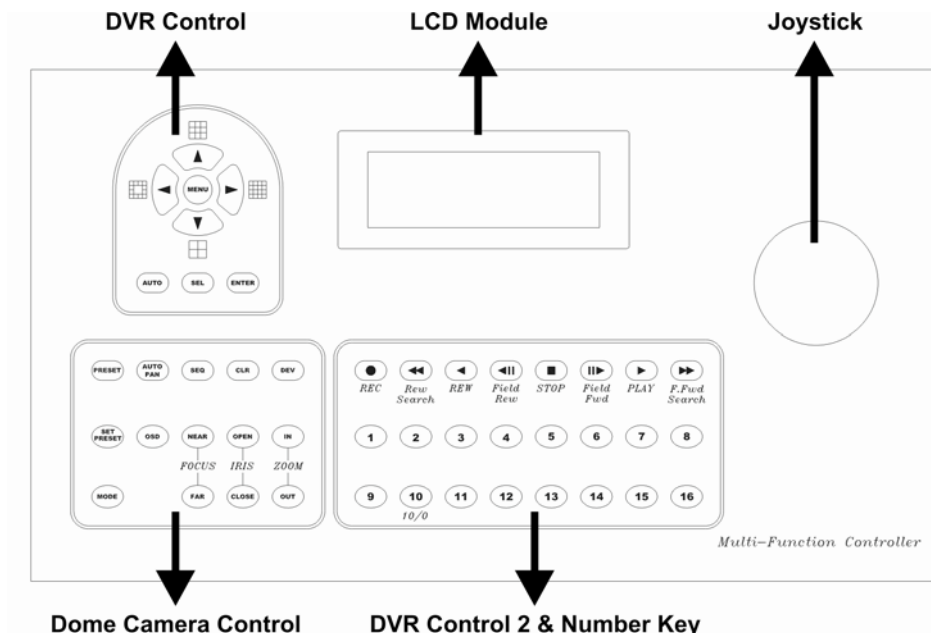 DVR Control LCD Module Joystick
MENU
AUTO SEL ENTER
PRESET AUTO PAN SEQ CLR DEV
SET PRESET OSD NEAR OPEN IN
FOCUS IRIS ZOOM
MODE FAR CLOSE OUT
REC Rew Search REW Field Rew STOP Field Fwd PLAY F.Fwd Search
1 2 3 4 5 6 7 8
9 10 11 12 13 14 15 16
10/0
Multi-Function Controller
Dome Camera Control DVR Control 2 & Number Key